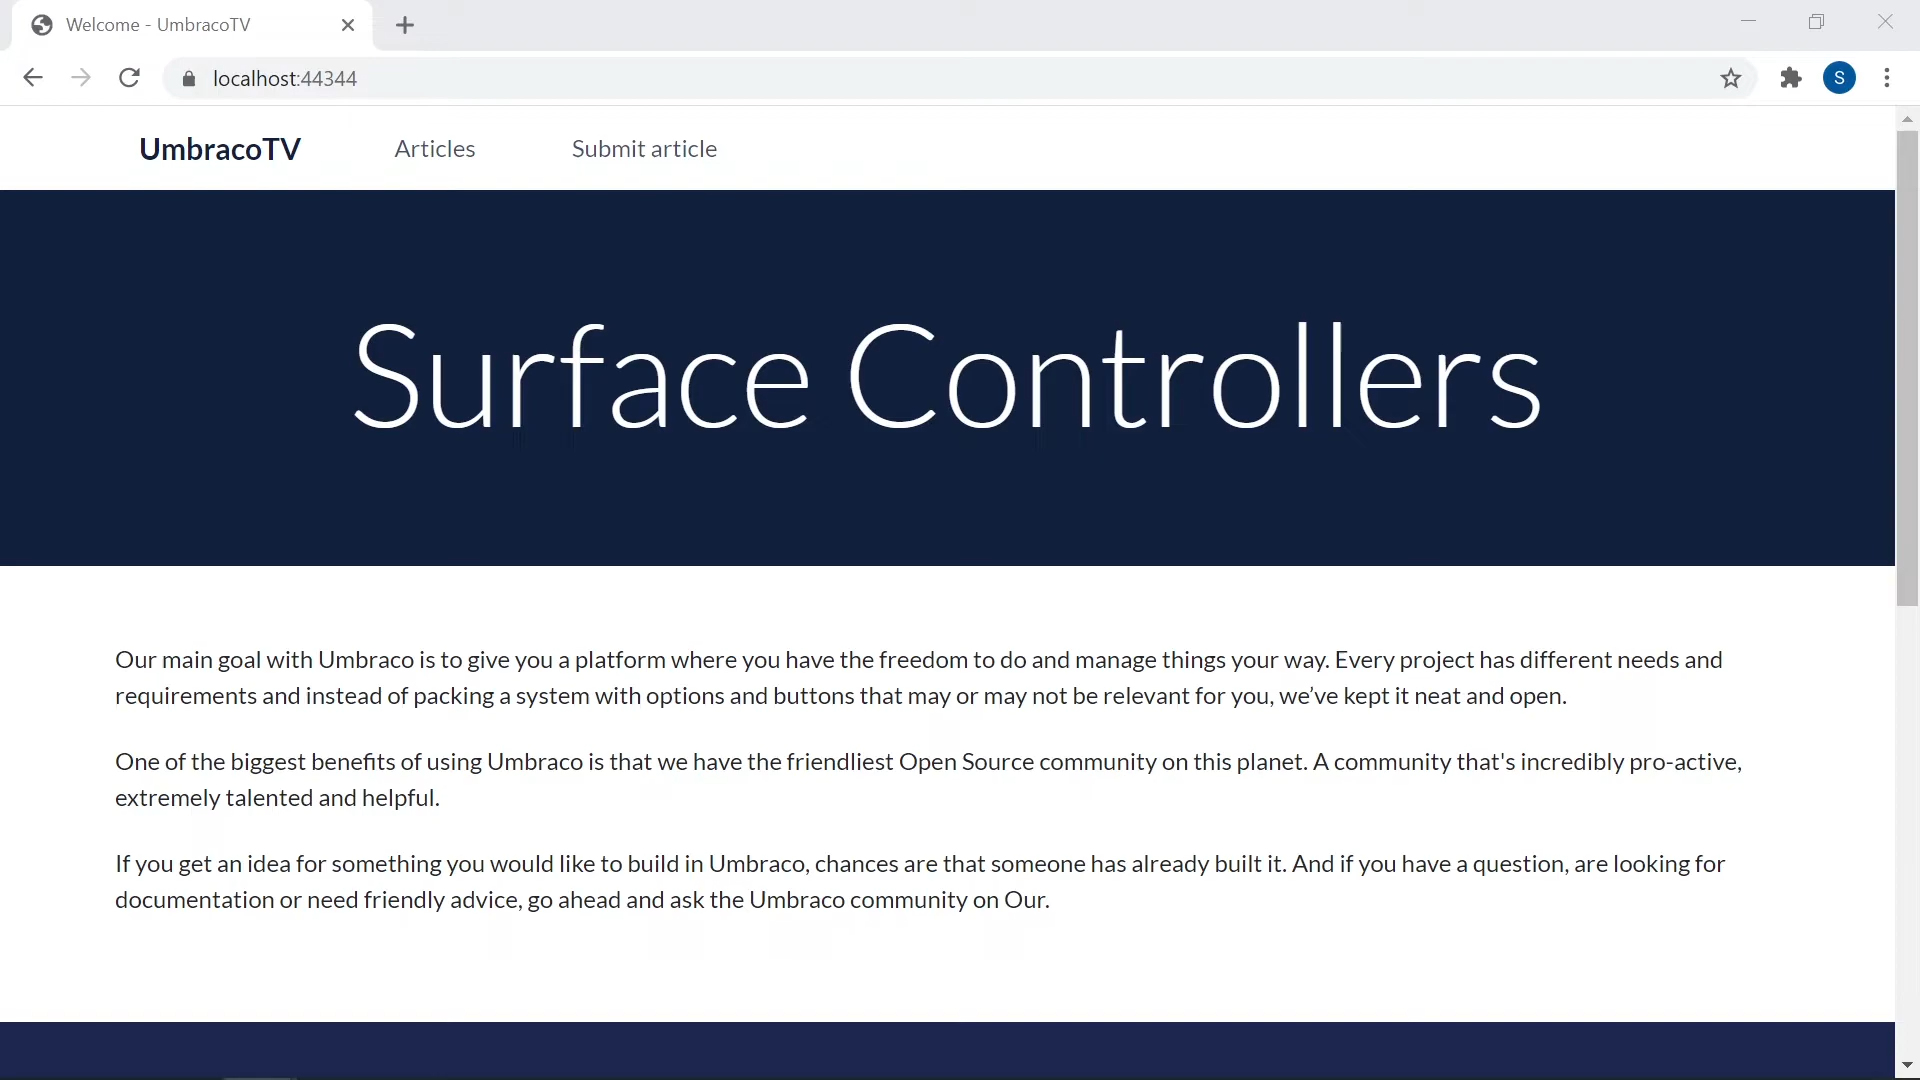 Welcome - UmbracoTV
localhost:44344
S
UmbracoTV Articles Submit article
Surface Controllers
Our main goal with Umbraco is to give you a platform where you have the freedom to do and manage things your way. Every project has different needs and
requirements and instead of packing a system with options and buttons that may or may not be relevant for you, we’ve kept it neat and open.
One of the biggest benefits of using Umbraco is that we have the friendliest Open Source community on this planet. A community that's incredibly pro-active,
extremely talented and helpful.
If you get an idea for something you would like to build in Umbraco, chances are that someone has already built it. And if you have a question, are looking for
documentation or need friendly advice, go ahead and ask the Umbraco community on Our.